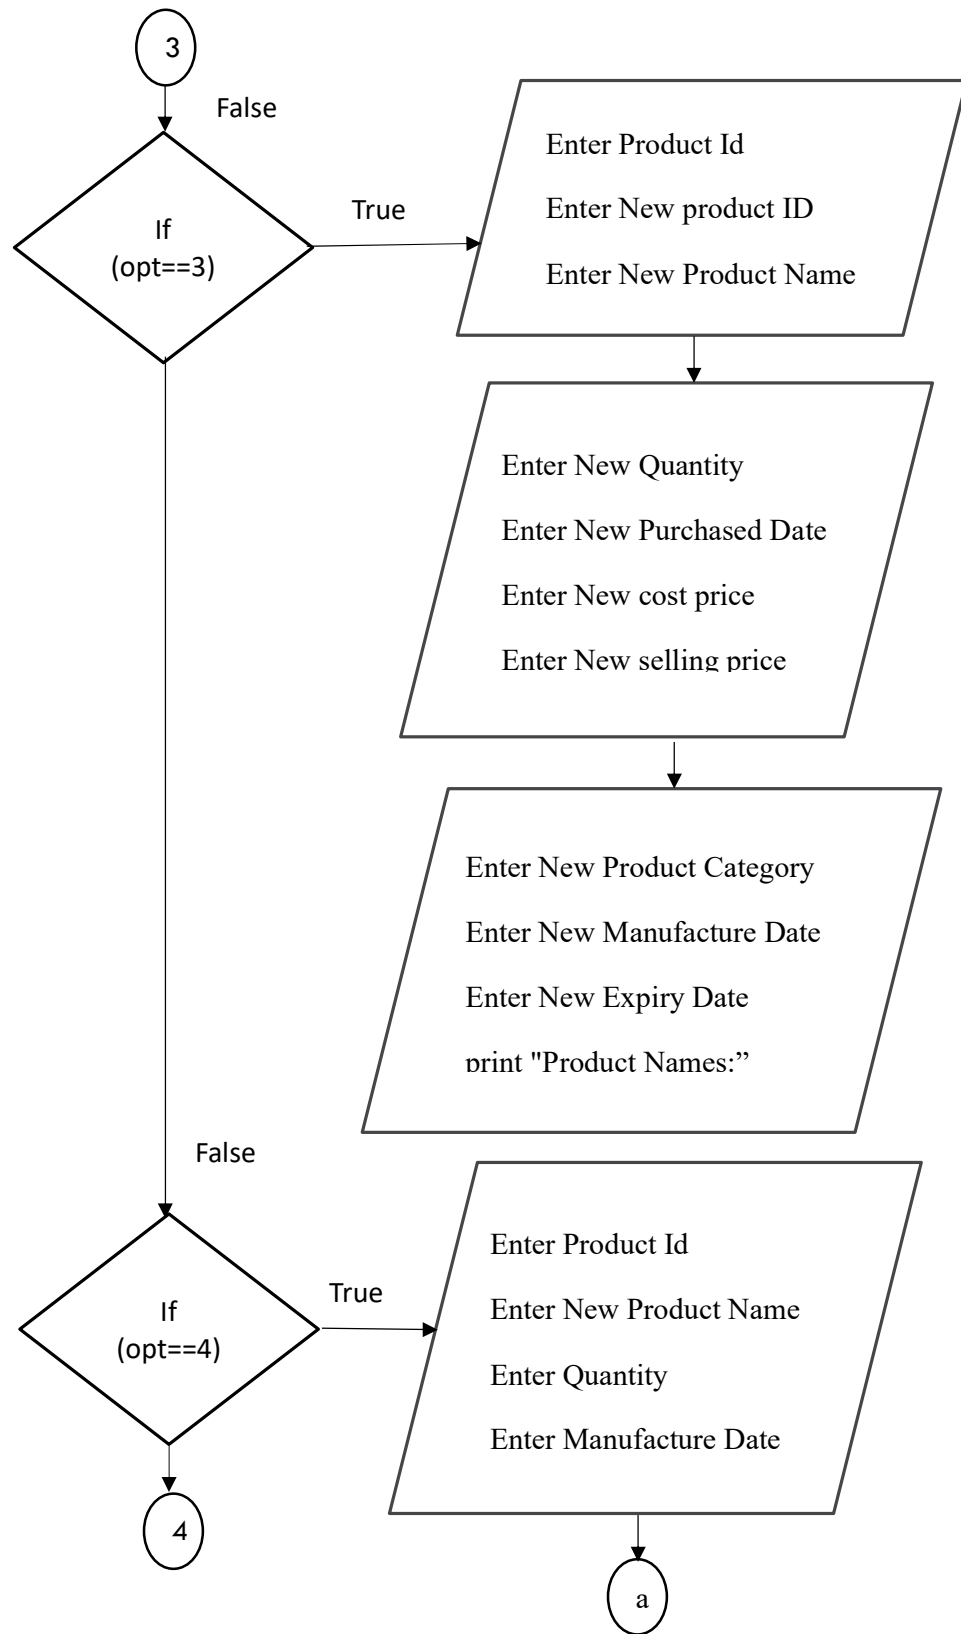 3
False
If
(opt==3)
True
Enter Product Id
Enter New product ID
Enter New Product Name
Enter New Quantity
Enter New Purchased Date
Enter New cost price
Enter New selling price
Enter New Product Category
Enter New Manufacture Date
Enter New Expiry Date
print "Product Names:”
False
If
(opt==4)
True
Enter Product Id
Enter New Product Name
Enter Quantity
Enter Manufacture Date
4
a